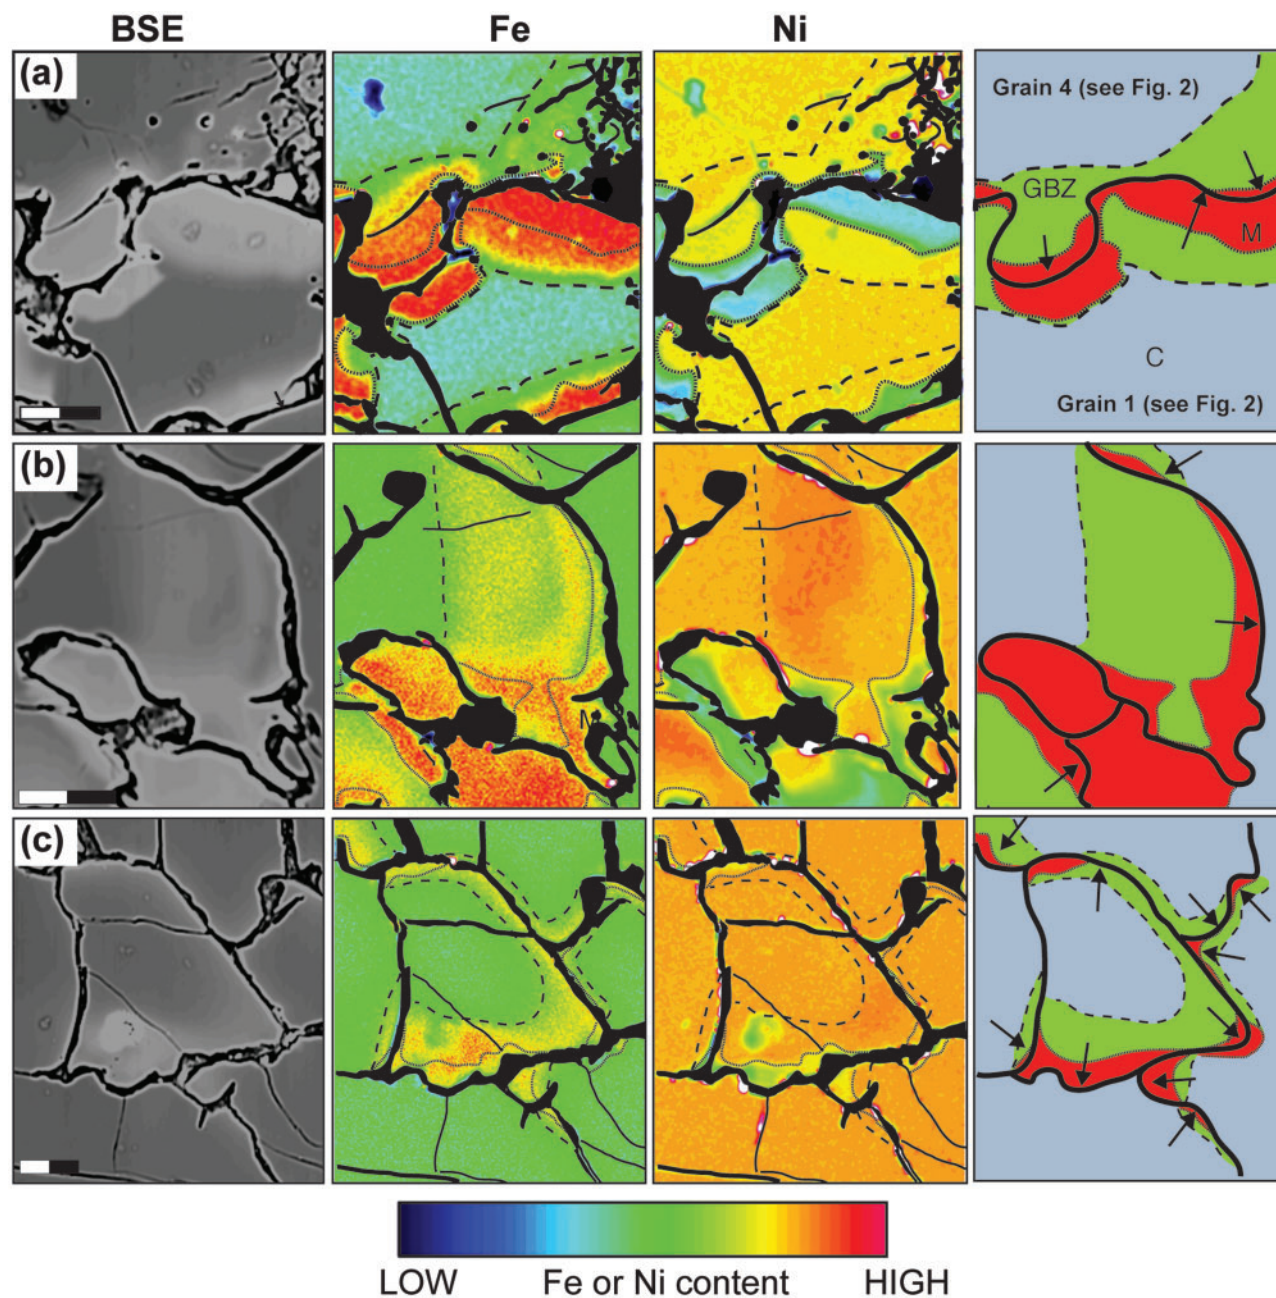 BSE Fe Ni
(a)
Grain 4 (see Fig. 2)
GBZ
M
C
Grain 1 (see Fig. 2)
(b)
M
(c)
LOW Fe or Ni content HIGH